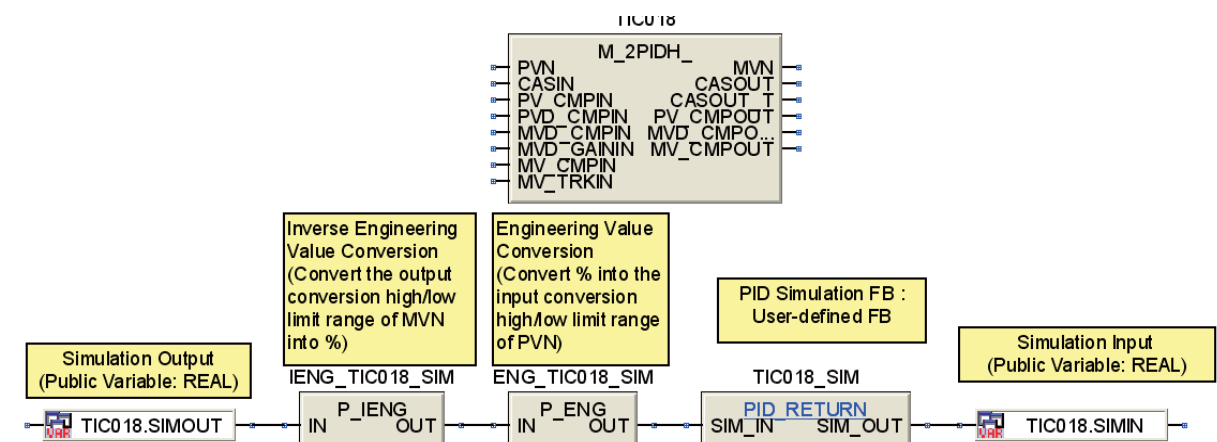 TIC018
M_2PIDH_
PVN MVN
CASIN CASOUT
PV_CMPIN CASOUT_T
PVD_CMPIN PV_CMPOUT
MVD_CMPIN MVD_CMPO...
MVD_GAININ MV_CMPOUT
MV_CMPIN
MV_TRKIN
Inverse Engineering
Value Conversion
(Convert the output
conversion high/low
limit range of MVN
into %)
Engineering Value
Conversion
(Convert % into the
input conversion
high/low limit range
of PVN)
PID Simulation FB :
User-defined FB
Simulation Output
(Public Variable: REAL)
Simulation Input
(Public Variable: REAL)
IENG_TIC018_SIM
ENG_TIC018_SIM
TIC018_SIM
VAR TIC018.SIMOUT
P_IENG
IN OUT
P_ENG
IN OUT
PID_RETURN
SIM_IN SIM_OUT
VAR TIC018.SIMIN